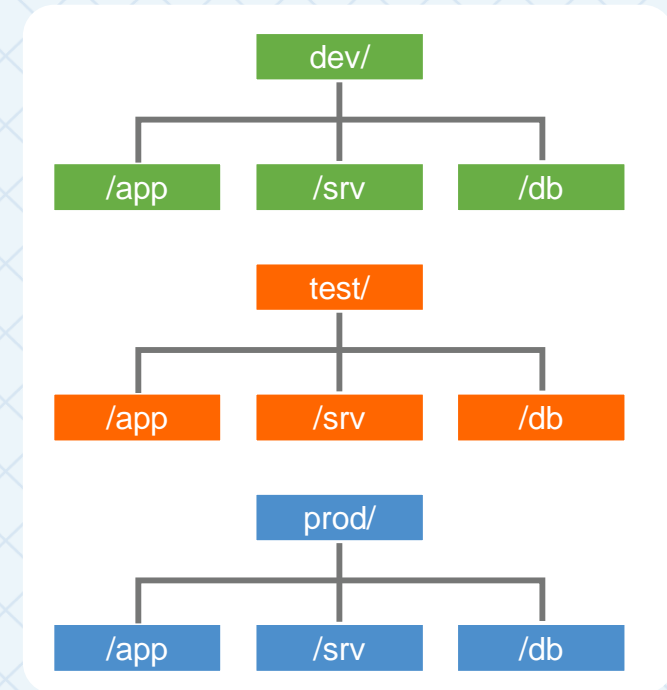 dev/
/app /srv /db
test/
/app /srv /db
prod/
/app /srv /db